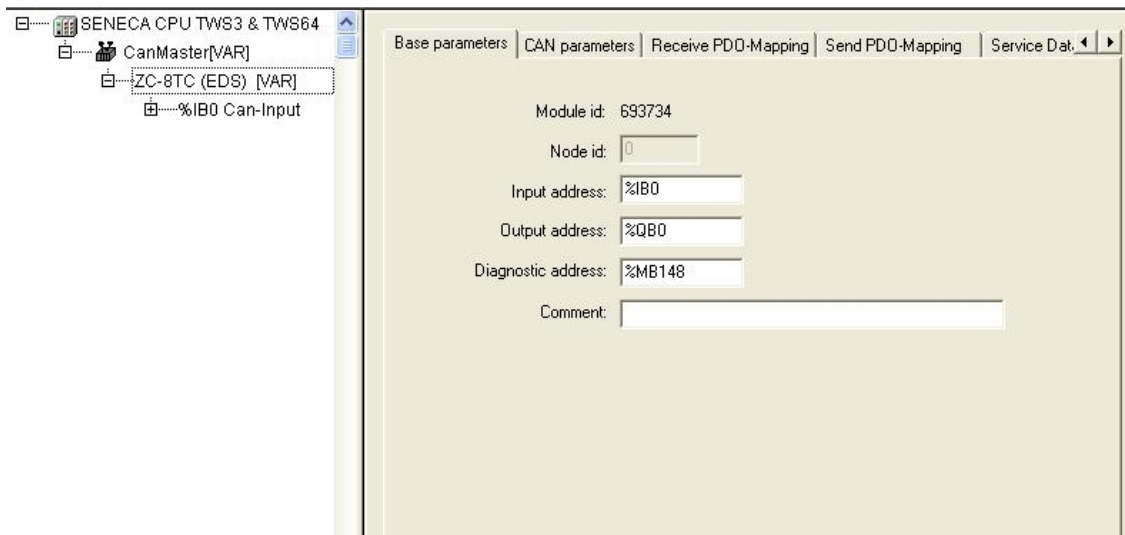 SENECA CPU TWS3 & TWS64
CanMaster[VAR]
ZC-8TC (EDS) [VAR]
%IB0 Can-Input
Base parameters CAN parameters Receive PDO-Mapping Send PDO-Mapping Service Dat
Module id: 693734
Node id: 0
Input address: %IB0
Output address: %QB0
Diagnostic address: %MB148
Comment: